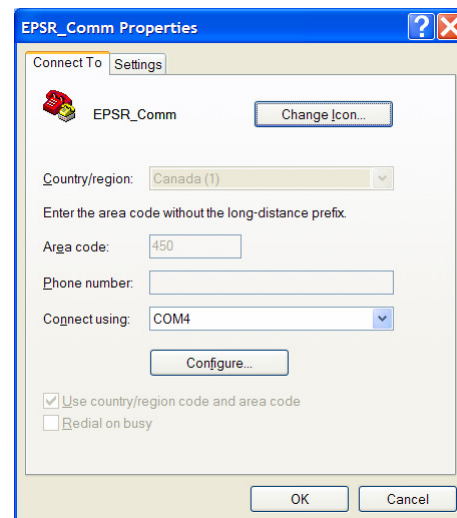 EPSR_Comm Properties
Connect To Settings
EPSR_Comm Change Icon...
Country/region: Canada (1)
Enter the area code without the long-distance prefix.
Area code: 450
Phone number:
Connect using: COM4
Configure...
Use country/region code and area code
Redial on busy
OK Cancel